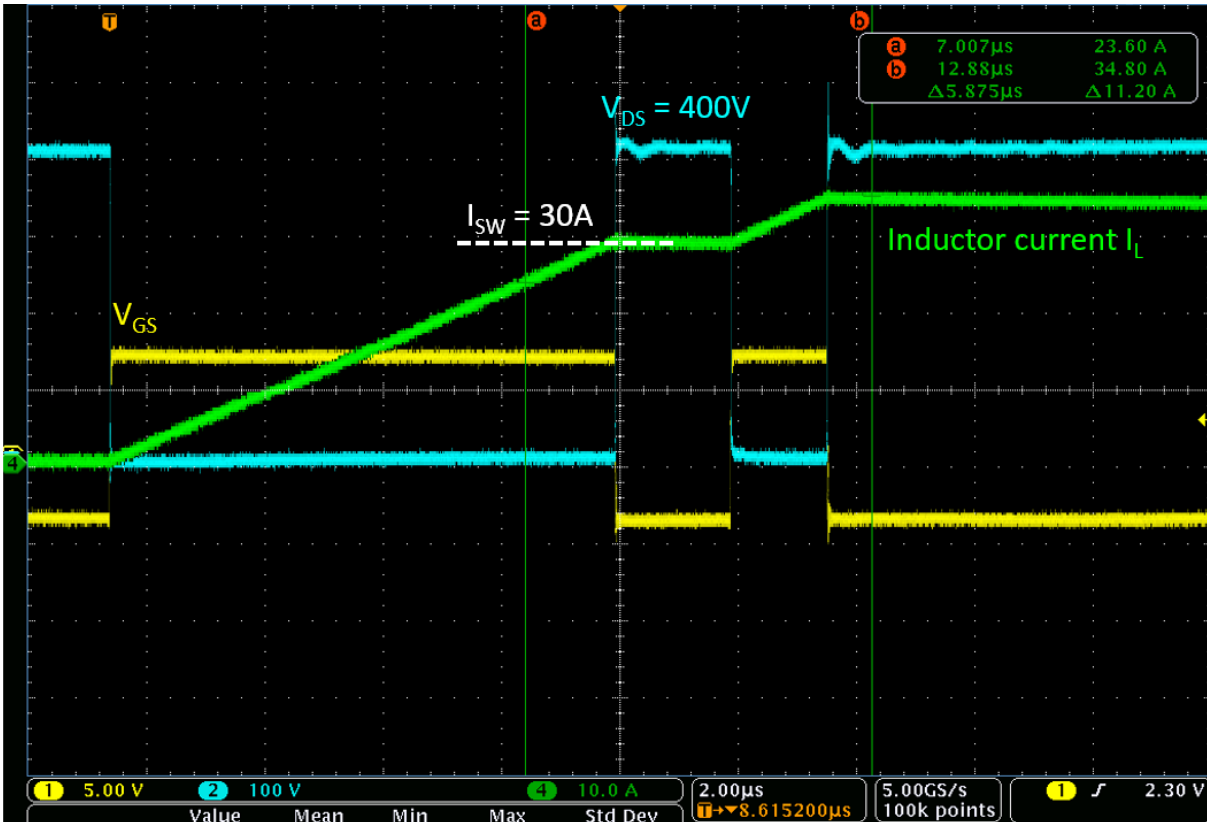 T
a
b
a 7.007µs 23.60 A
b 12.88µs 34.80 A
Δ5.875µs Δ11.20 A
VDS = 400V
ISW = 30A
Inductor current IL
VGS
4
1 5.00 V 2 100 V 4 10.0 A
2.00µs
T→▼8.615200µs
5.00GS/s
100k points
1 2.30 V
Value Mean Min Max Std Dev